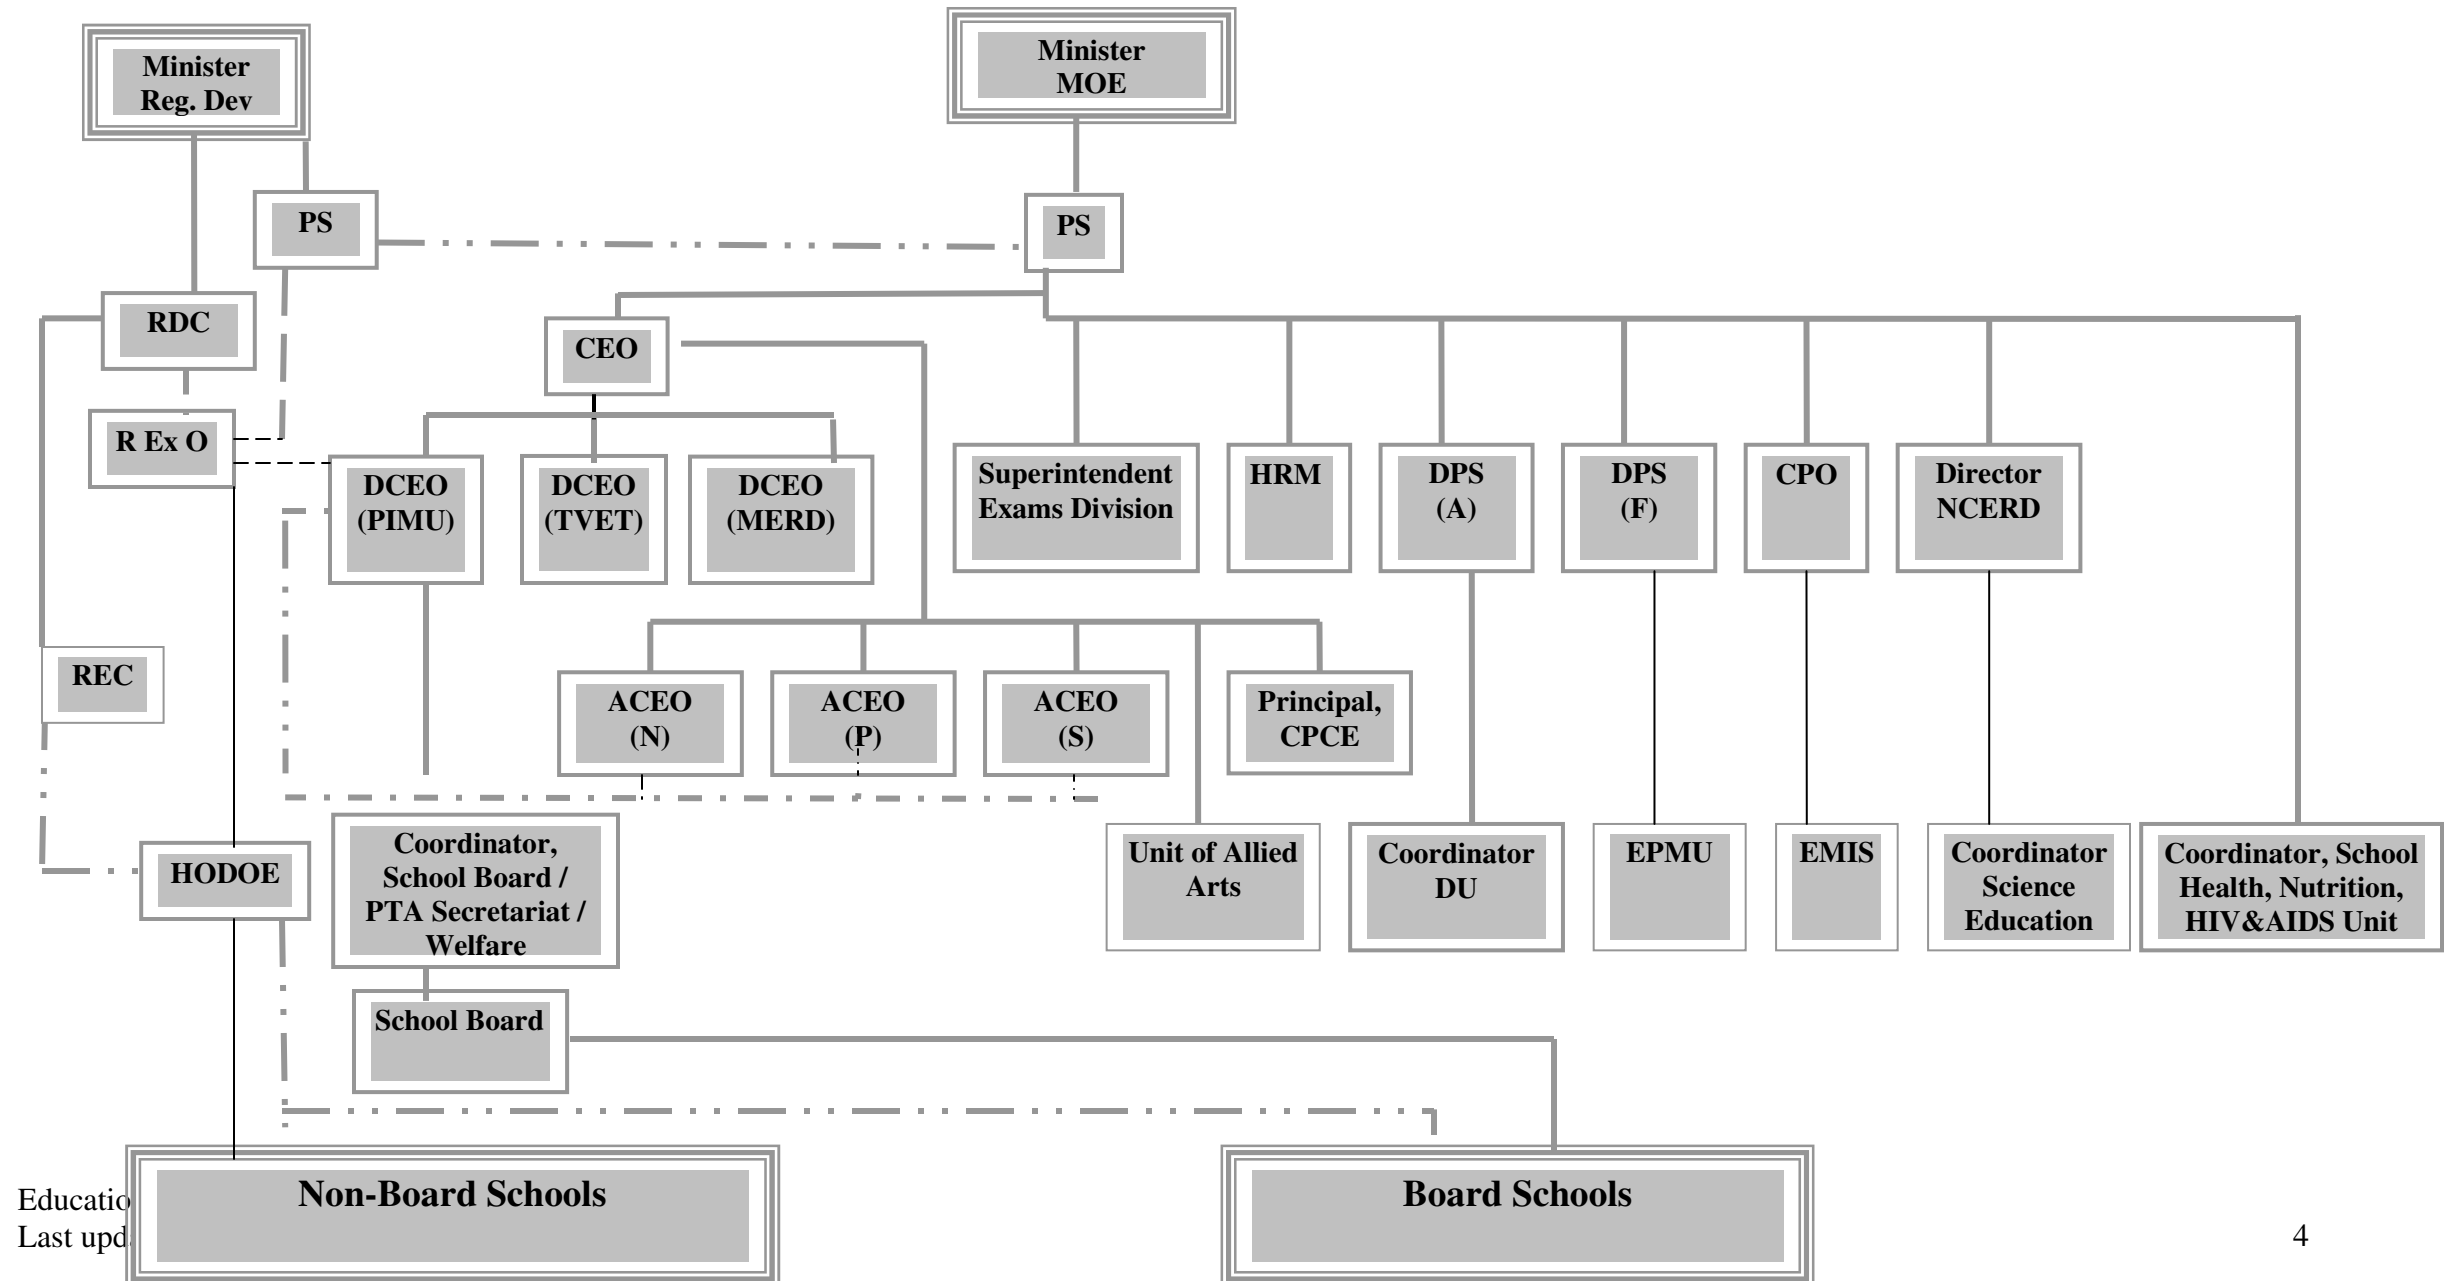 Minister
Reg. Dev
Minister
MOE
PS
PS
RDC
CEO
R Ex O
DCEO
(PIMU)
DCEO
(TVET)
DCEO
(MERD)
Superintendent
Exams Division
HRM
DPS
(A)
DPS
(F)
CPO
Director
NCERD
REC
ACEO
(N)
ACEO
(P)
ACEO
(S)
Principal,
CPCE
HODOE
Coordinator,
School Board /
PTA Secretariat /
Welfare
Unit of Allied
Arts
Coordinator
DU
EPMU
EMIS
Coordinator
Science
Education
Coordinator, School
Health, Nutrition,
HIV&AIDS Unit
School Board
Non-Board Schools
Board Schools
Educatio
Last upd
4